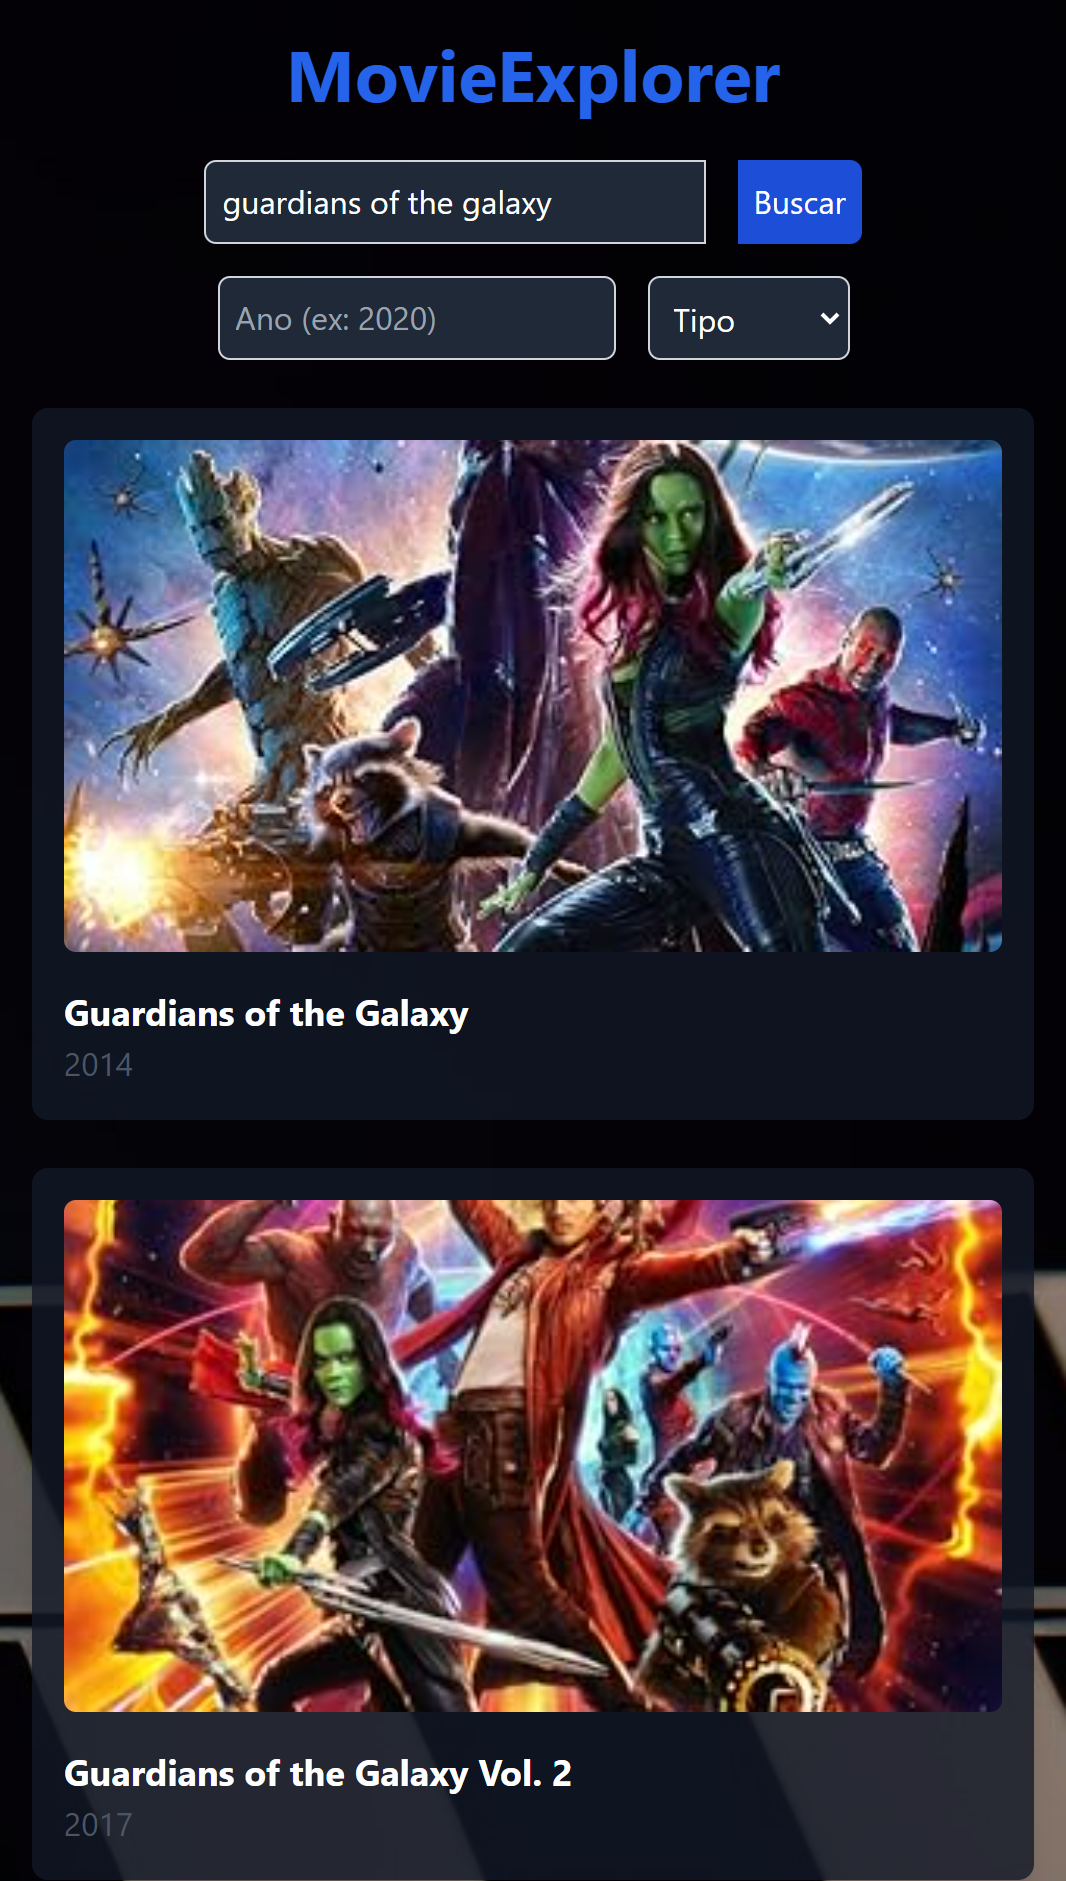 MovieExplorer
guardians of the galaxy
Buscar
Ano (ex: 2020)
Tipo
Guardians of the Galaxy
2014
Guardians of the Galaxy Vol. 2
2017